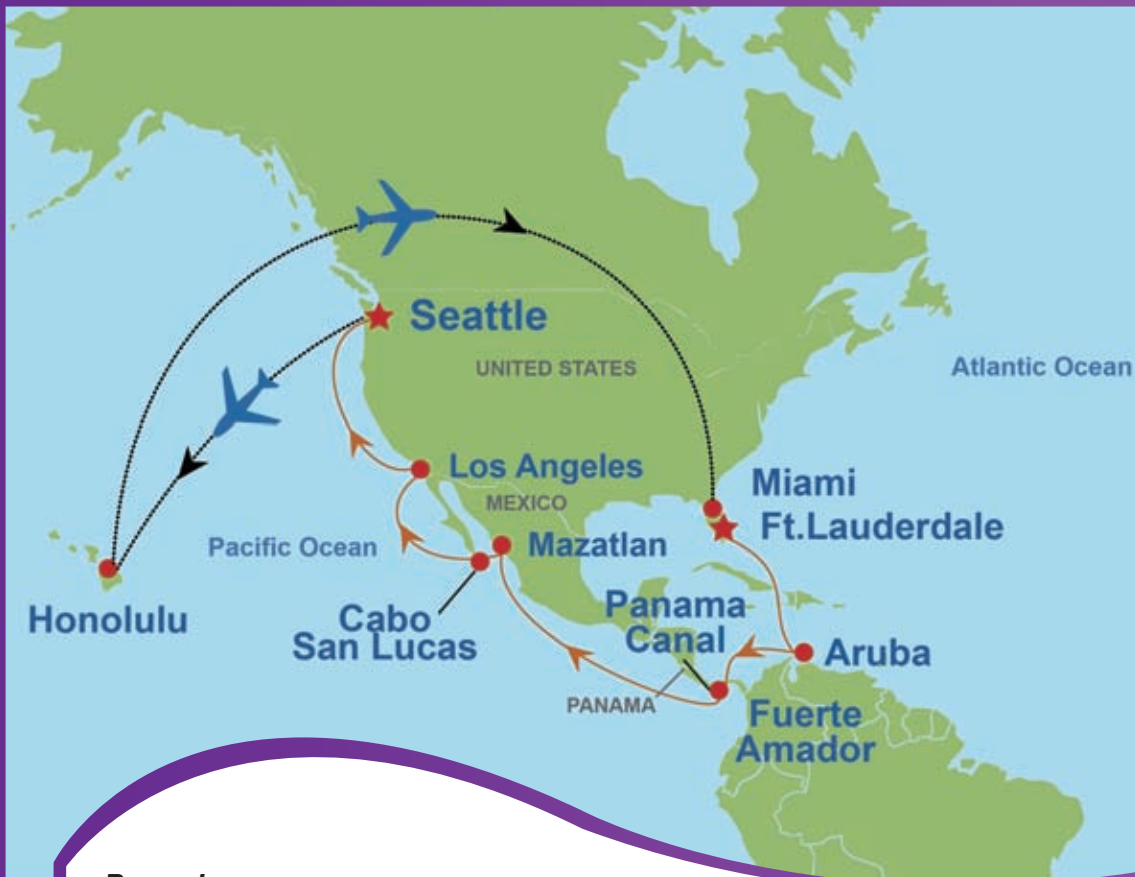 Seattle
UNITED STATES
Atlantic Ocean
Los Angeles
MEXICO
Miami
Ft.Lauderdale
Pacific Ocean
Mazatlan
Honolulu
Cabo
San Lucas
Panama
Canal
Aruba
PANAMA
Fuerte
Amador